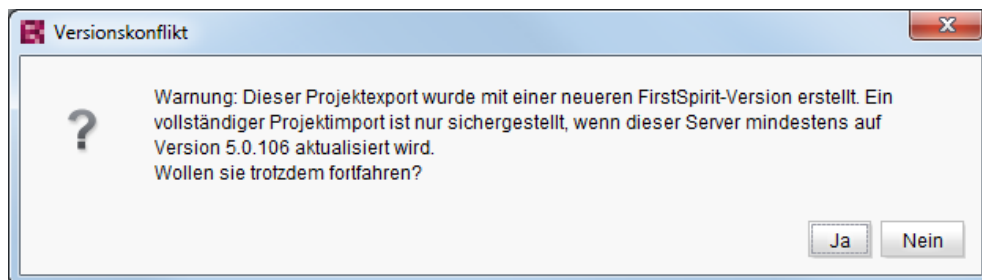 Versionskonflikt
Warnung: Dieser Projektexport wurde mit einer neueren FirstSpirit-Version erstellt. Ein
vollständiger Projektimport ist nur sichergestellt, wenn dieser Server mindestens auf
Version 5.0.106 aktualisiert wird.
Wollen sie trotzdem fortfahren?
Ja Nein